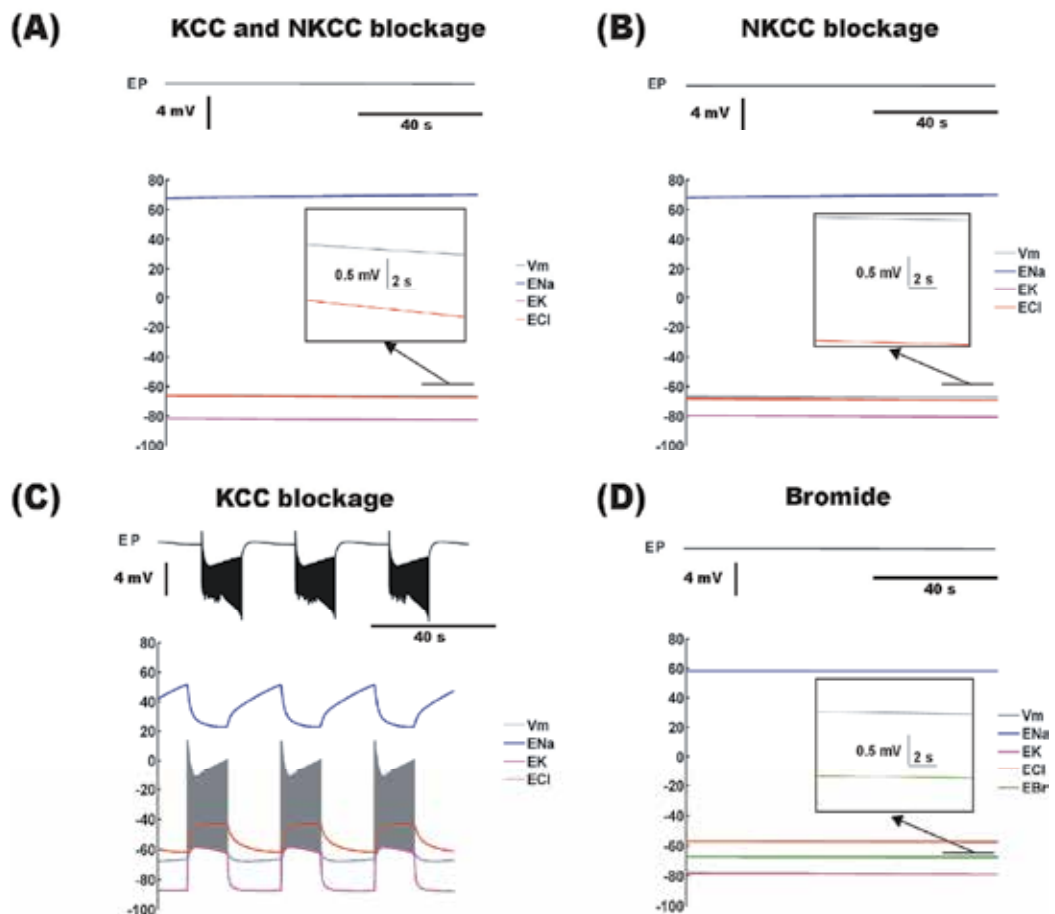 (A) KCC and NKCC blockage
EP
4 mV
40 s
80
60
40
20
0
-20
-40
-60
-80
-100
0.5 mV
2 s
Vm
ENa
EK
ECl
(B) NKCC blockage
EP
4 mV
40 s
80
60
40
20
0
-20
-40
-60
-80
-100
0.5 mV
2 s
Vm
ENa
EK
ECl
(C) KCC blockage
EP
4 mV
40 s
80
60
40
20
0
-20
-40
-60
-80
-100
Vm
ENa
EK
ECl
(D) Bromide
EP
4 mV
40 s
80
60
40
20
0
-20
-40
-60
-80
-100
0.5 mV
2 s
Vm
ENa
EK
ECl
EBr